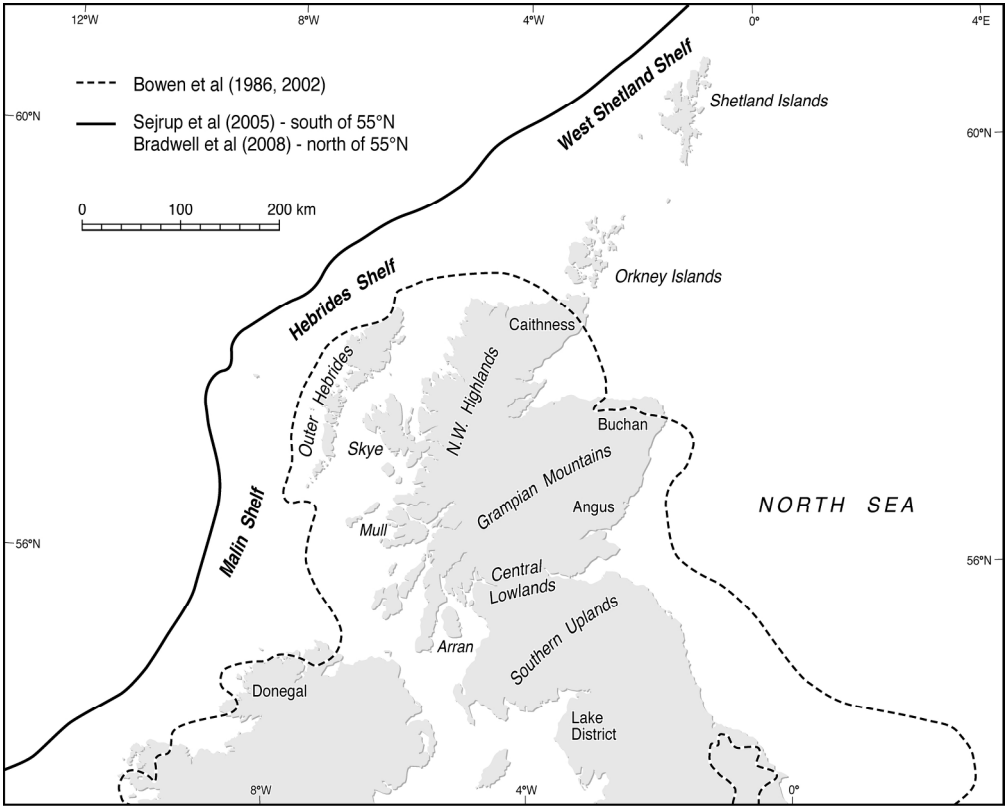 12°W 8°W 4°W 0° 4°E
Bowen et al (1986, 2002)
Sejrup et al (2005) - south of 55°N
Bradwell et al (2008) - north of 55°N
60°N
60°N
0 100 200 km
West Shetland Shelf
Shetland Islands
Orkney Islands
Hebrides Shelf
Caithness
Outer Hebrides
N.W. Highlands
Skye
Buchan
Grampian Mountains
Angus
NORTH SEA
Mull
Malin Shelf
56°N
56°N
Central
Lowlands
Southern Uplands
Arran
Donegal
Lake
District
8°W 4°W 0°